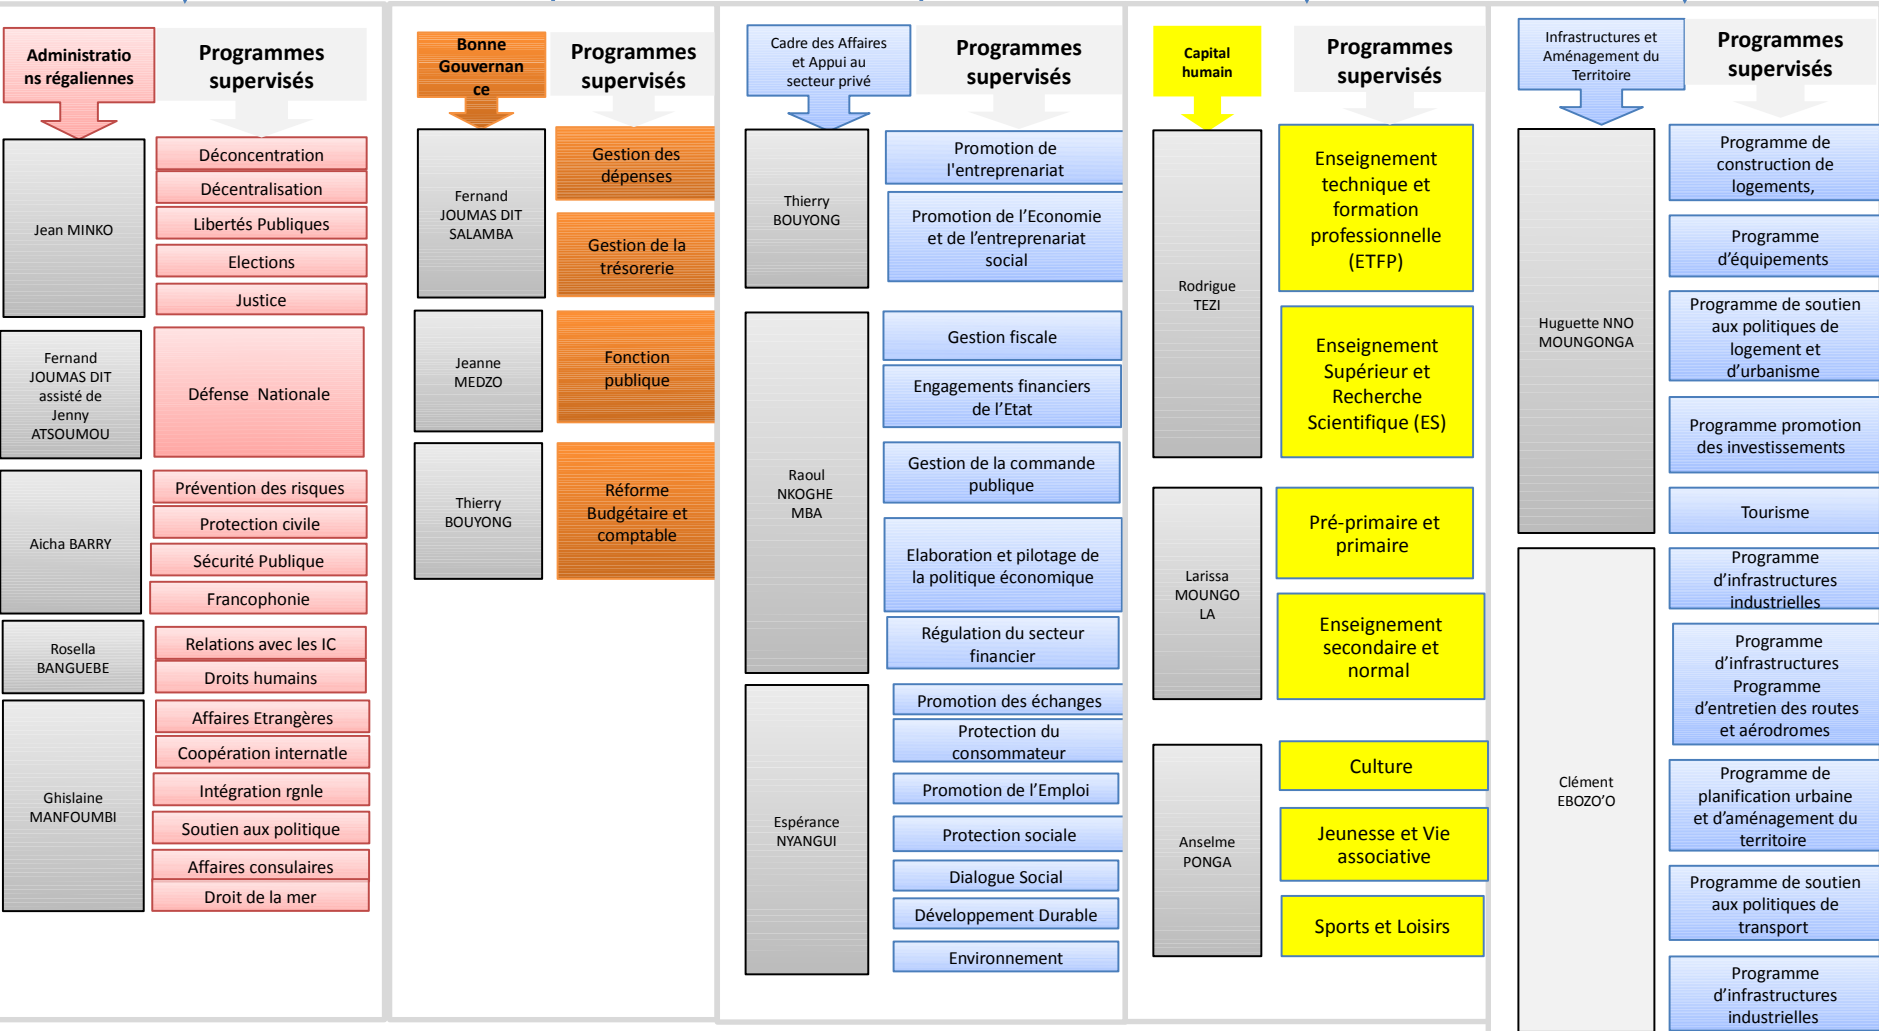 Administratio
ns régaliennes
Programmes
supervisés
Jean MINKO
Déconcentration
Décentralisation
Libertés Publiques
Elections
Justice
Fernand
JOUMAS DIT
assisté de
Jenny
ATSOUMOU
Défense  Nationale
Aicha BARRY
Prévention des risques
Protection civile
Sécurité Publique
Francophonie
Rosella
BANGUEBE
Relations avec les IC
Droits humains
Ghislaine
MANFOUMBI
Affaires Etrangères
Coopération internatle
Intégration rgnle
Soutien aux politique
Affaires consulaires
Droit de la mer
Bonne
Gouvernan
ce
Programmes
supervisés
Fernand
JOUMAS DIT
SALAMBA
Gestion des
dépenses
Gestion de la
trésorerie
Jeanne
MEDZO
Fonction
publique
Thierry
BOUYONG
Réforme
Budgétaire et
comptable
Cadre des Affaires
et Appui au
secteur privé
Programmes
supervisés
Thierry
BOUYONG
Promotion de
l'entreprenariat
Promotion de l’Economie
et de l’entreprenariat
social
Raoul
NKOGHE
MBA
Gestion fiscale
Engagements financiers
de l’Etat
Gestion de la commande
publique
Elaboration et pilotage de
la politique économique
Régulation du secteur
financier
Espérance
NYANGUI
Promotion des échanges
Protection du
consommateur
Promotion de l’Emploi
Protection sociale
Dialogue Social
Développement Durable
Environnement
Capital
humain
Programmes
supervisés
Rodrigue
TEZI
Enseignement
technique et
formation
professionnelle
(ETFP)
Enseignement
Supérieur et
Recherche
Scientifique (ES)
Larissa
MOUNGO
LA
Pré-primaire et
primaire
Enseignement
secondaire et
normal
Anselme
PONGA
Culture
Jeunesse et Vie
associative
Sports et Loisirs
Infrastructures et
Aménagement du
Territoire
Programmes
supervisés
Huguette NNO
MOUNGONGA
Programme de
construction de
logements,
Programme
d’équipements
Programme de soutien
aux politiques de
logement et
d’urbanisme
Programme promotion
des investissements
Tourisme
Clément
EBOZO’O
Programme
d’infrastructures
industrielles
Programme
d’infrastructures
Programme
d’entretien des routes
et aérodromes
Programme de
planification urbaine
et d’aménagement du
territoire
Programme de soutien
aux politiques de
transport
Programme
d’infrastructures
industrielles